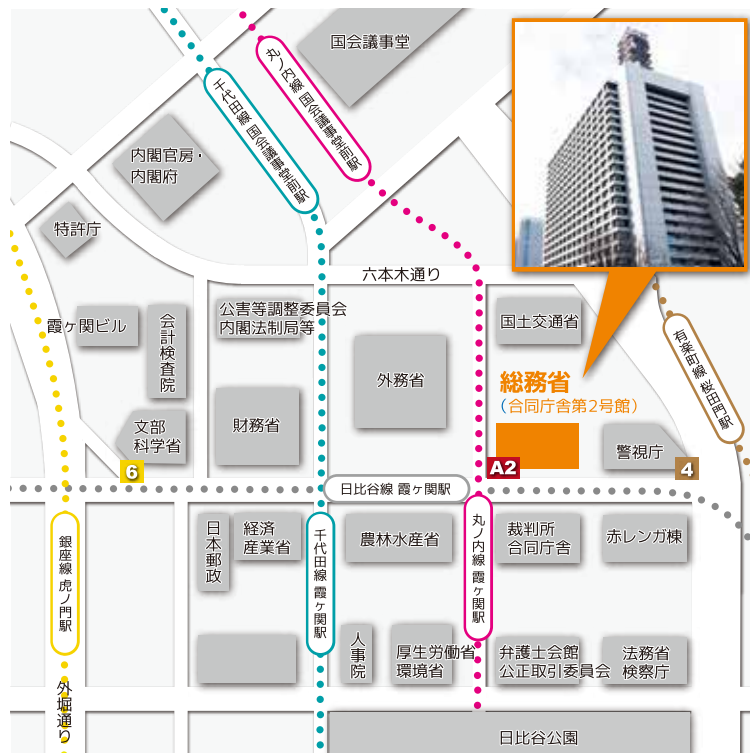 国会議事堂
丸ノ内線 国会議事堂前駅
千代田線 国会議事堂前駅
内閣官房・
内閣府
特許庁
六本木通り
霞ヶ関ビル
会計検査院
公害等調整委員会
内閣法制局等
国土交通省
有楽町線 桜田門駅
外務省
総務省
（合同庁舎第2号館）
文部
科学省
財務省
警視庁
6
A2
4
日比谷線 霞ヶ関駅
銀座線 虎ノ門駅
日本郵政
経済
産業省
千代田線 霞ヶ関駅
農林水産省
丸ノ内線 霞ヶ関駅
裁判所
合同庁舎
赤レンガ棟
人事院
厚生労働省
環境省
弁護士会館
公正取引委員会
法務省
検察庁
外堀通り
日比谷公園